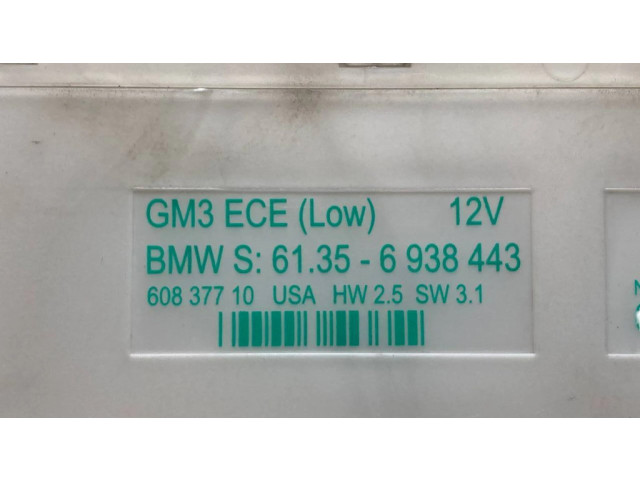 GM3 ECE (Low) 12V
BMW S: 61.35 - 6 938 443
608 377 10 USA HW 2.5 SW 3.1